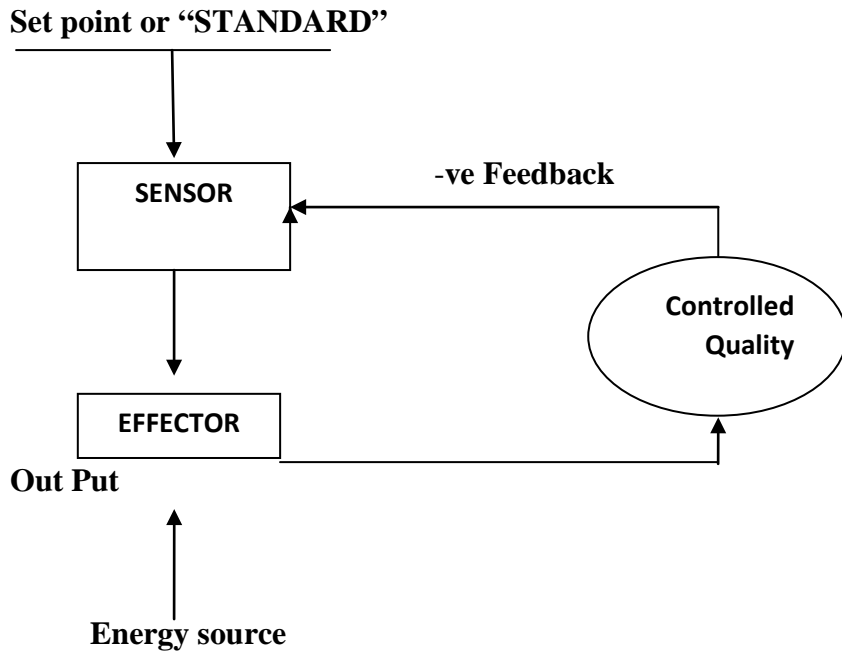 Set point or “STANDARD”
SENSOR
-ve Feedback
Controlled
Quality
EFFECTOR
Out Put
Energy source